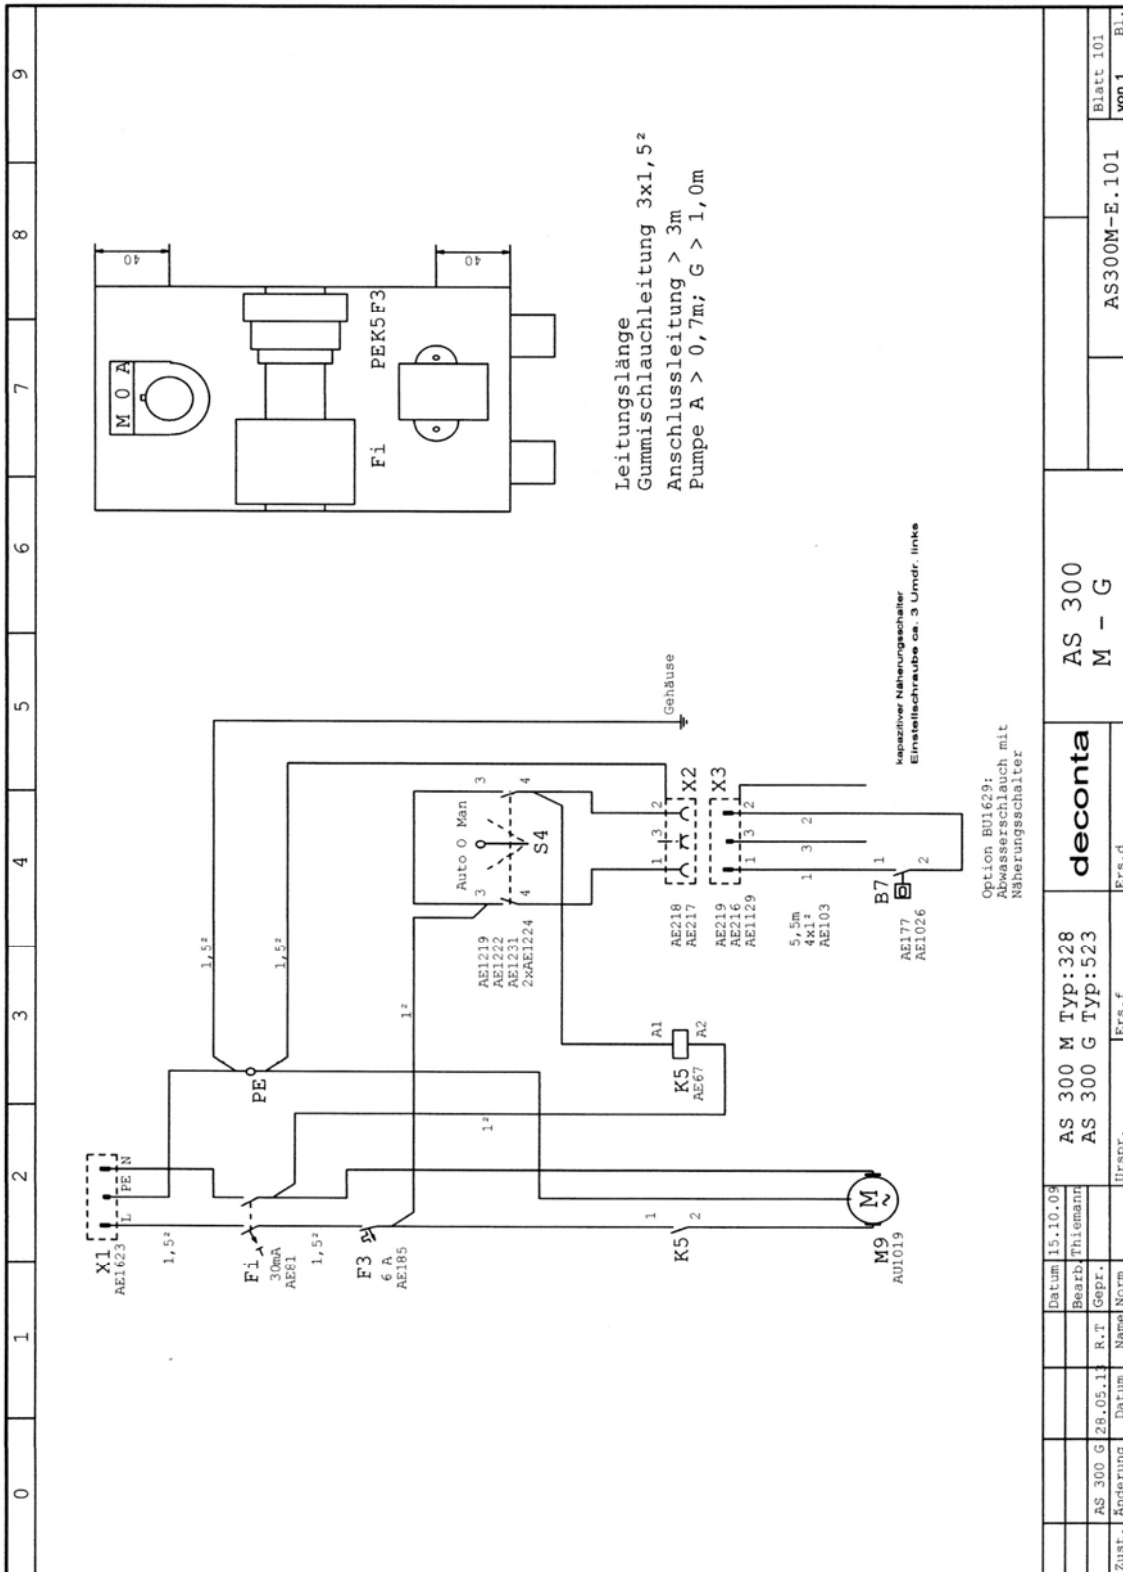 0 1 2 3 4 5 6 7 8 9
X1
AE1623
L PE N
1,5²
Fi
30mA
AE81
1,5²
F3
6 A
AE185
K5
1
2
M
~
M9
AU1019
PE
1,5²
1,5²
1²
1²
K5
AE67
A1
A2
Auto 0 Man
3
4
3
4
S4
AE1219
AE1222
AE1231
2xAE1224
1 3 2
X2
AE218
AE217
Gehäuse
X3
AE219
AE216
AE1129
1 3 2
5,5m
4x1²
AE103
1 3 2
B7
1
2
AE177
AE1026
kapazitiver Näherungsschalter
Einstellschraube ca. 3 Umdr. links
Option BU1629:
Abwasserschlauch mit
Näherungsschalter
M 0 A
40
Fi PEK5F3
40
Leitungslänge
Gummischlauchleitung 3x1,5²
Anschlussleitung > 3m
Pumpe A > 0,7m; G > 1,0m
AS 300 G 28.05.13 R.T
Zust. Änderung Datum Name
Datum 15.10.09
Bearb. Thiemann
Gepr.
Norm
AS 300 M Typ:328
AS 300 G Typ:523
Urspr. Ers.f Ers.d
deconta
AS 300
M - G
AS300M-E.101
Blatt 101
von 1 Bl.